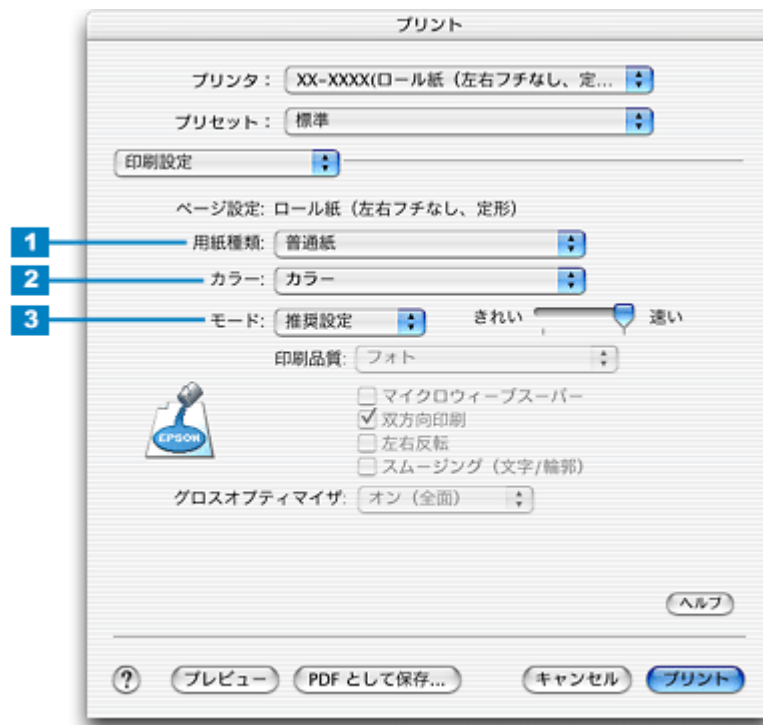 プリント
プリンタ： XX-XXXX(ロール紙（左右フチなし、定...
プリセット： 標準
印刷設定
ページ設定: ロール紙（左右フチなし、定形）
1 用紙種類: 普通紙
2 カラー: カラー
3 モード: 推奨設定 きれい 速い
印刷品質: フォト
マイクロウィーブスーパー
EPSON 双方向印刷
左右反転
スムージング（文字/輪郭）
グロスオプティマイザ: オン（全面）
ヘルプ
? プレビュー PDF として保存... キャンセル プリント